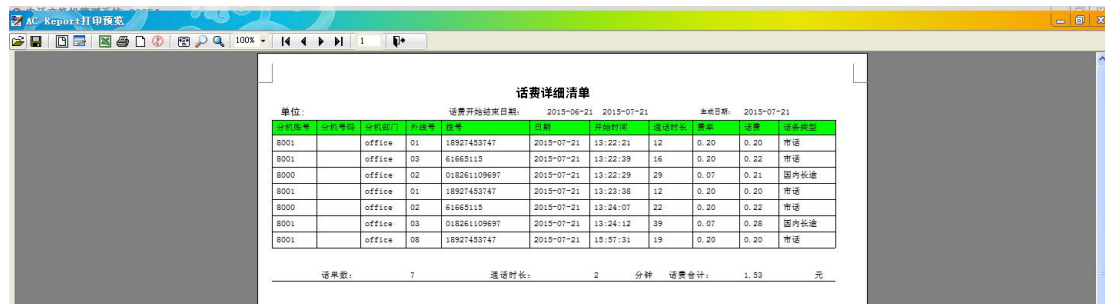 AC Report打印预览
100% 1
话费详细清单
单位: 话费开始结束日期: 2015-06-21 2015-07-21 生成日期: 2015-07-21
分机账号 分机号码 分机部门 外线号 拨号 日期 开始时间 通话时长 费率 话费 话务类型
8001 office 01 18927453747 2015-07-21 13:22:21 12 0.20 0.20 市话
8001 office 03 61665115 2015-07-21 13:22:39 16 0.20 0.22 市话
8000 office 02 018261109697 2015-07-21 13:22:29 29 0.07 0.21 国内长途
8001 office 01 18927453747 2015-07-21 13:23:38 12 0.20 0.20 市话
8000 office 02 61665115 2015-07-21 13:24:07 22 0.20 0.22 市话
8001 office 03 018261109697 2015-07-21 13:24:12 39 0.07 0.28 国内长途
8001 office 08 18927453747 2015-07-21 15:57:31 19 0.20 0.20 市话
话单数: 7 通话时长: 2 分钟 话费合计: 1.53 元